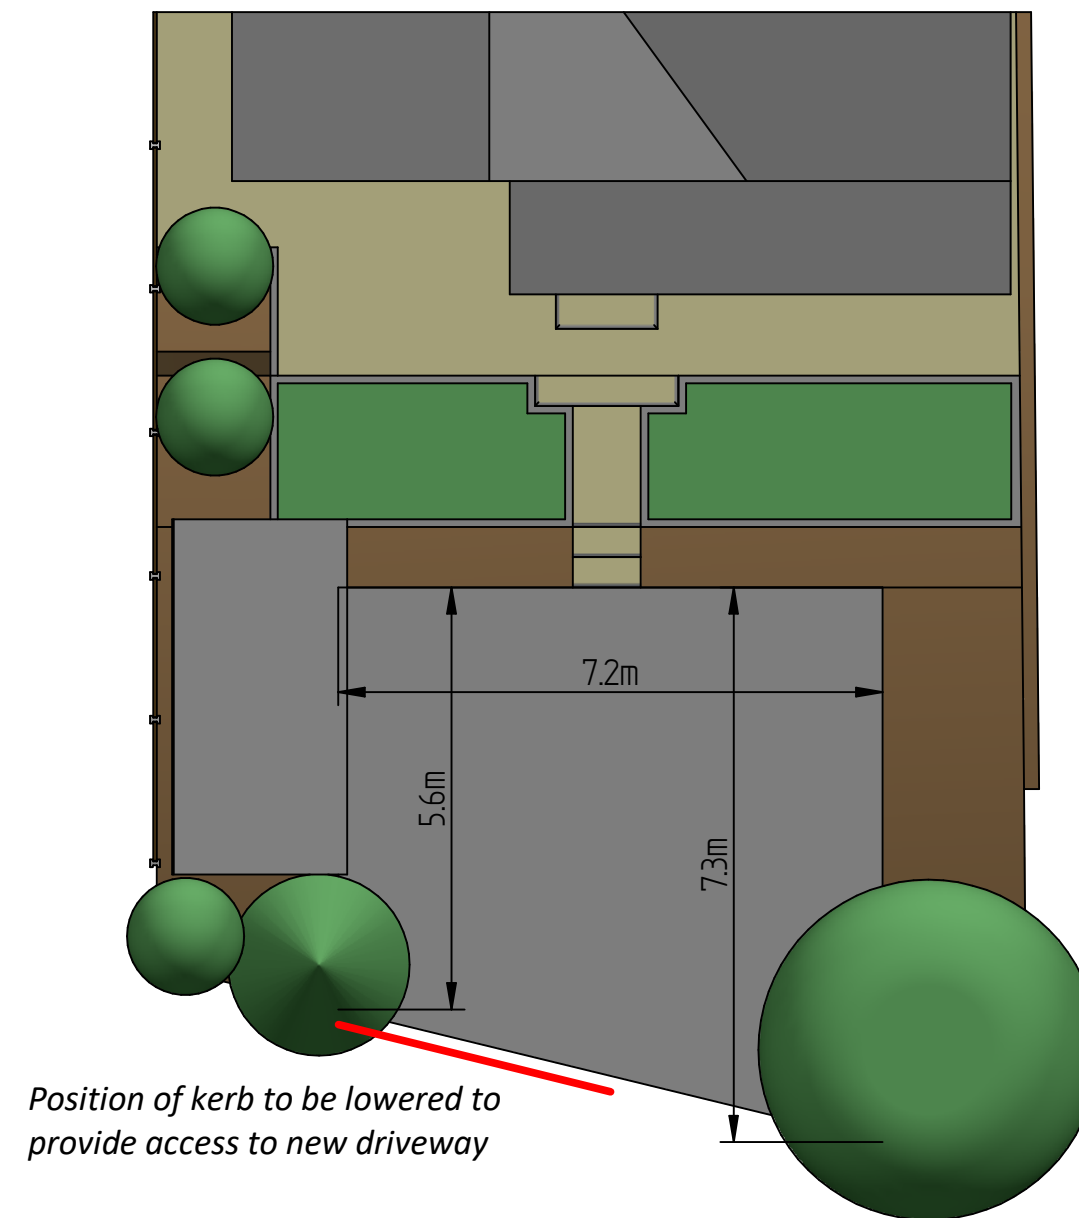 7.2m
5.6m
7.3m
Position of kerb to be lowered to
provide access to new driveway